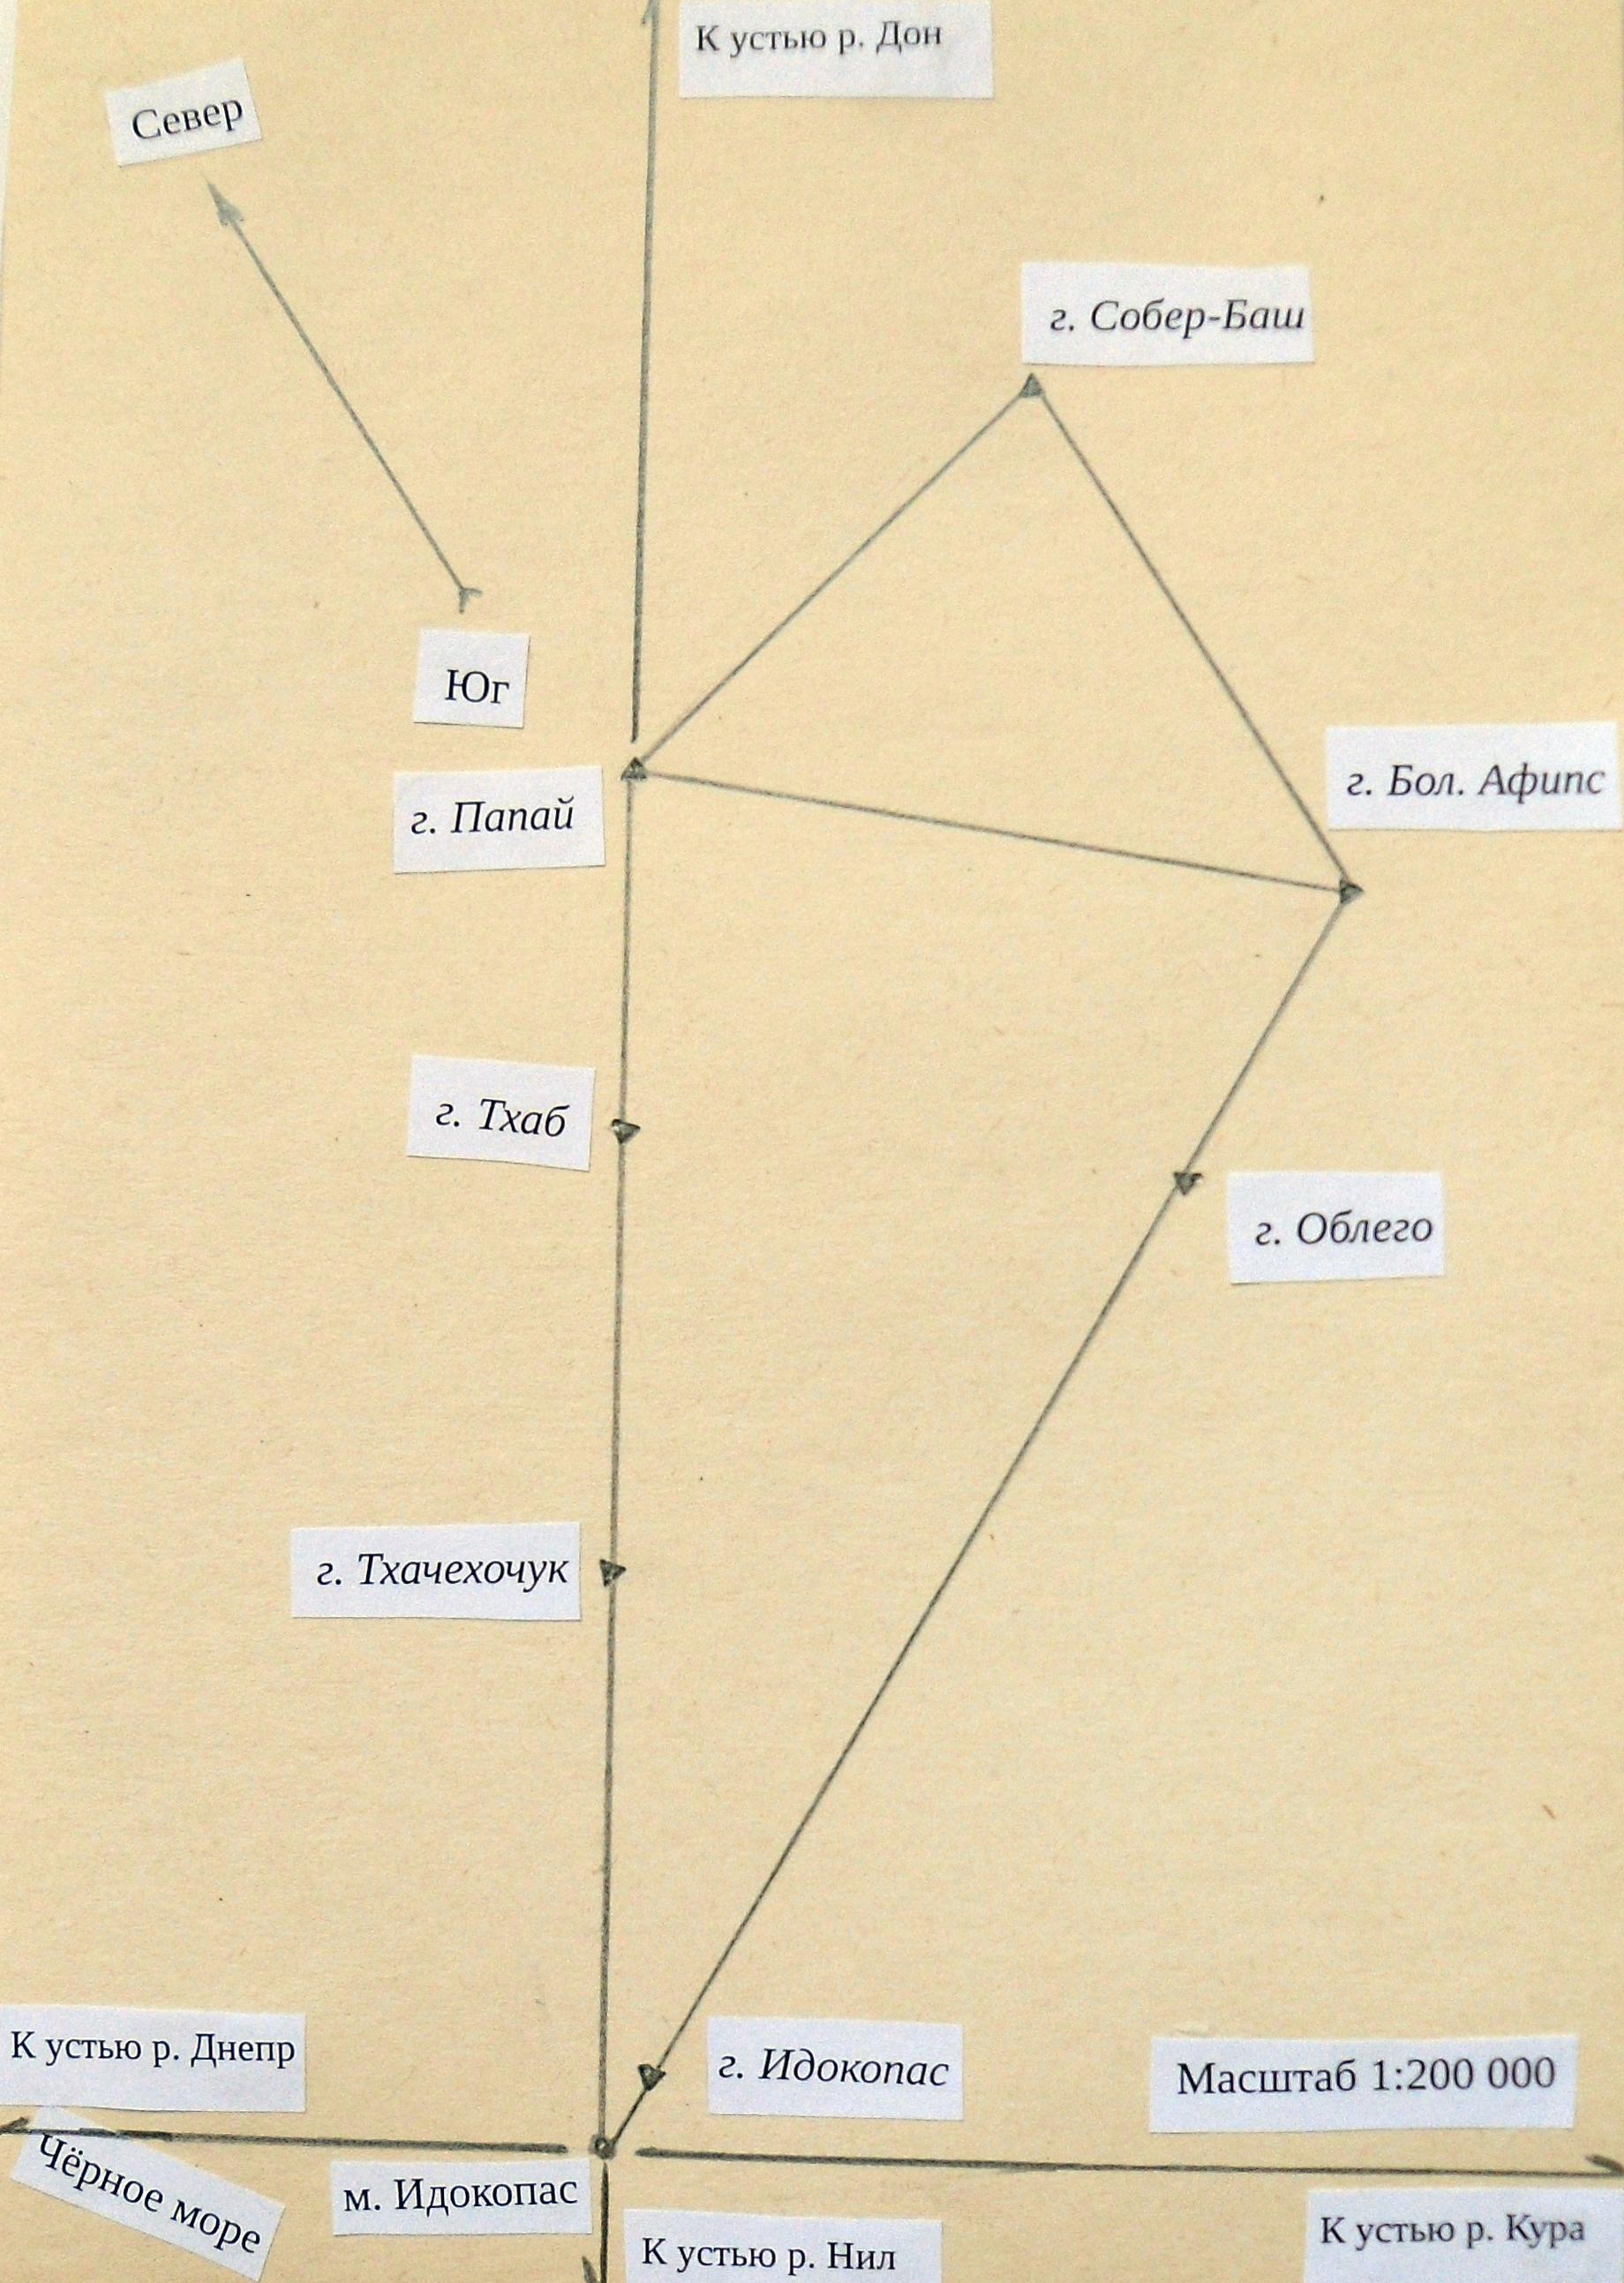 К устью р. Дон
Север
г. Собер-Баш
Юг
г. Бол. Афипс
г. Папай
г. Тхаб
г. Облего
г. Тхачехочук
К устью р. Днепр
г. Идокопас
Масштаб 1:200 000
Чёрное море
м. Идокопас
К устью р. Нил
К устью р. Кура